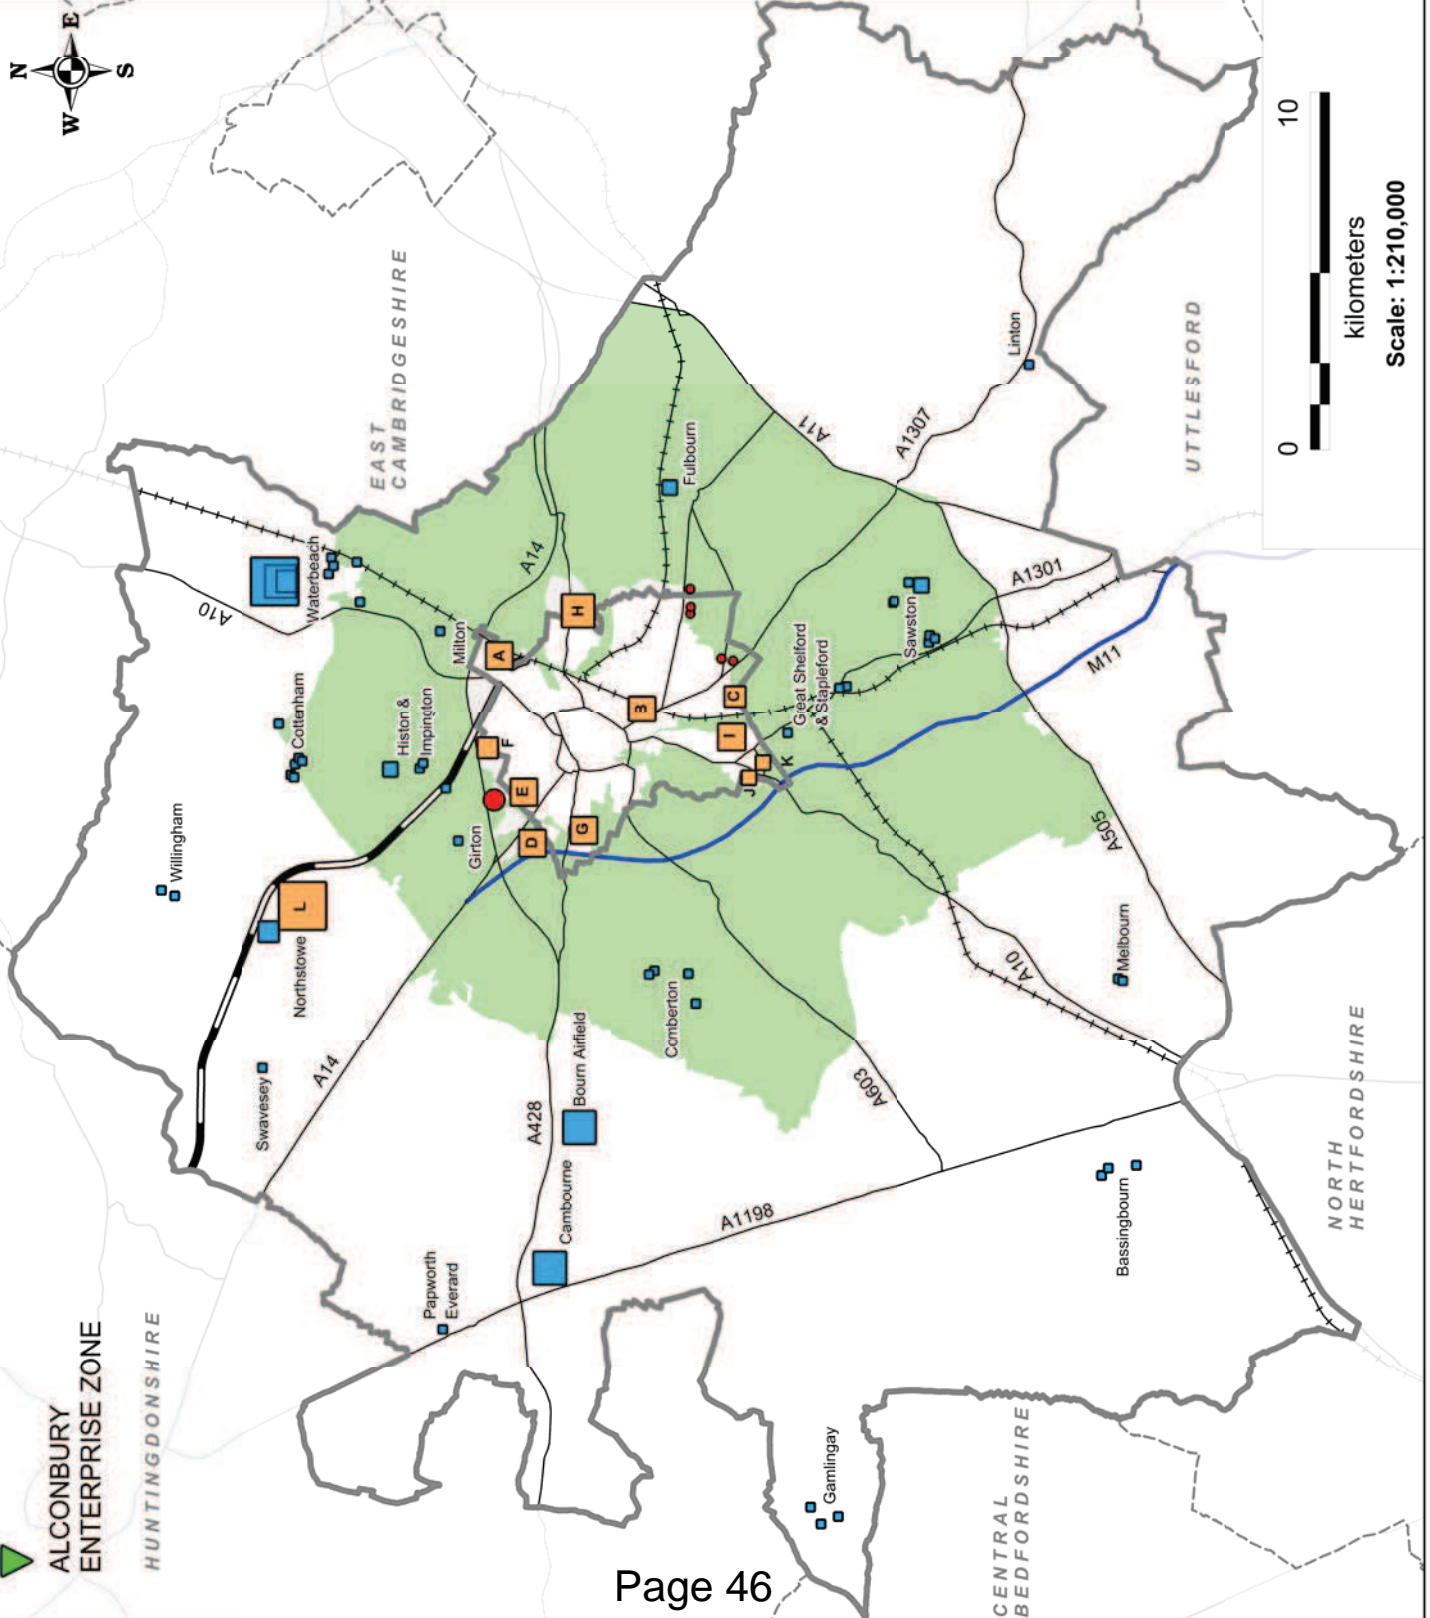 N
E
W
S
ALCONBURY
ENTERPRISE ZONE
HUNTINGDONSHIRE
EAST
CAMBRIDGESHIRE
Willingham
A10
Waterbeach
Cottenham
Swavesey
Northstowe
L
Histon &
Impington
Milton
A14
A14
Girton
A
F
E
D
G
H
Papworth
Everard
A428
Cambourne
Bourn Airfield
Comberton
B
Fulbourn
C
I
J
K
Great Shelford
& Stapleford
A11
A1307
Linton
Sawston
A1301
M11
A1198
A603
A10
A505
Melbourn
Bassingbourn
Gamlingay
UTTLESFORD
NORTH
HERTFORDSHIRE
CENTRAL
BEDFORDSHIRE
0
10
kilometers
Scale: 1:210,000
Page 46